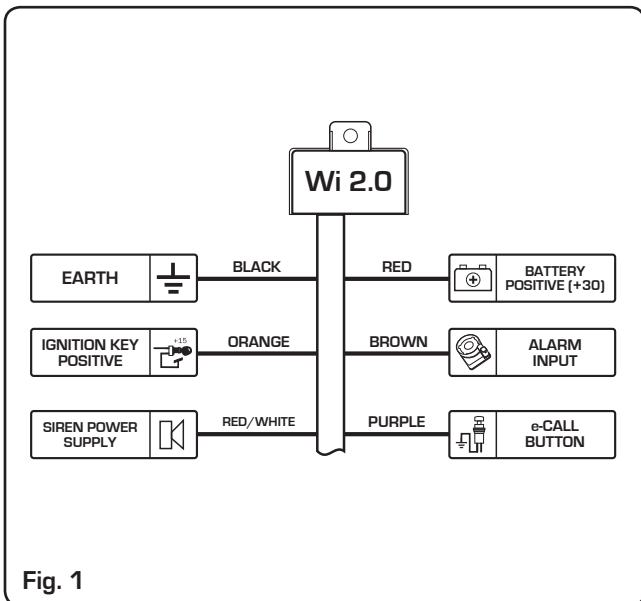 Wi 2.0
EARTH
BLACK
RED
BATTERY
POSITIVE (+30)
IGNITION KEY
POSITIVE
+15
ORANGE
BROWN
ALARM
INPUT
SIREN POWER
SUPPLY
RED/WHITE
PURPLE
e-CALL
BUTTON
Fig. 1